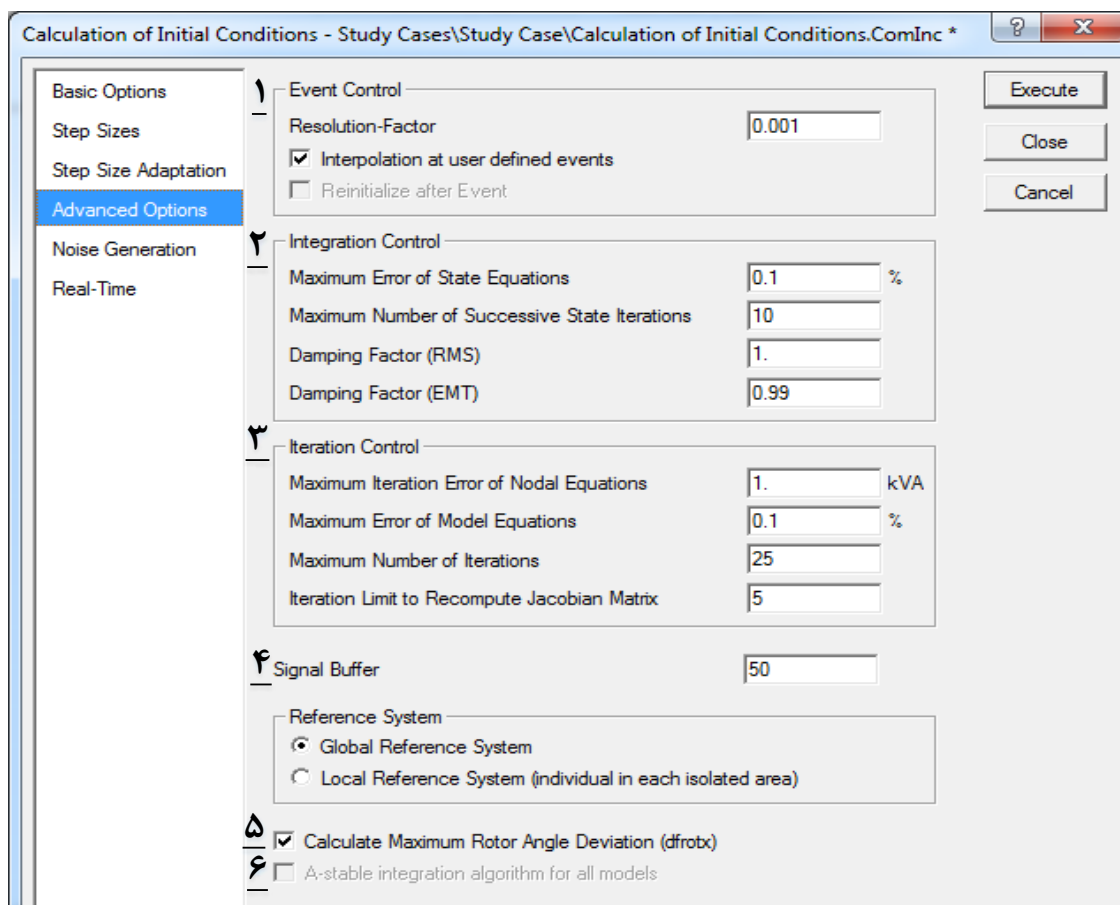 Calculation of Initial Conditions - Study Cases\Study Case\Calculation of Initial Conditions.ComInc *
Basic Options
Step Sizes
Step Size Adaptation
Advanced Options
Noise Generation
Real-Time
۱ Event Control
Resolution-Factor 0.001
Interpolation at user defined events
Reinitialize after Event
۲ Integration Control
Maximum Error of State Equations 0.1 %
Maximum Number of Successive State Iterations 10
Damping Factor (RMS) 1.
Damping Factor (EMT) 0.99
۳ Iteration Control
Maximum Iteration Error of Nodal Equations 1. kVA
Maximum Error of Model Equations 0.1 %
Maximum Number of Iterations 25
Iteration Limit to Recompute Jacobian Matrix 5
۴ Signal Buffer 50
Reference System
Global Reference System
Local Reference System (individual in each isolated area)
۵ Calculate Maximum Rotor Angle Deviation (dfrotx)
۶ A-stable integration algorithm for all models
Execute
Close
Cancel